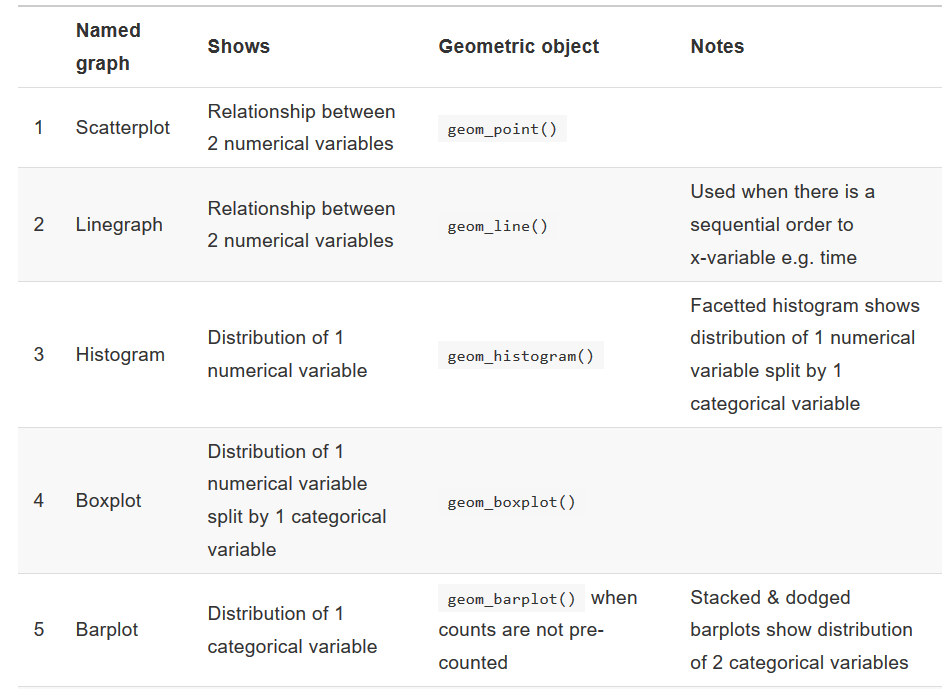 Named graph Shows Geometric object Notes
1 Scatterplot Relationship between 2 numerical variables geom_point()
2 Linegraph Relationship between 2 numerical variables geom_line() Used when there is a sequential order to x-variable e.g. time
3 Histogram Distribution of 1 numerical variable geom_histogram() Facetted histogram shows distribution of 1 numerical variable split by 1 categorical variable
4 Boxplot Distribution of 1 numerical variable split by 1 categorical variable geom_boxplot()
5 Barplot Distribution of 1 categorical variable geom_barplot() when counts are not pre-counted Stacked & dodged barplots show distribution of 2 categorical variables